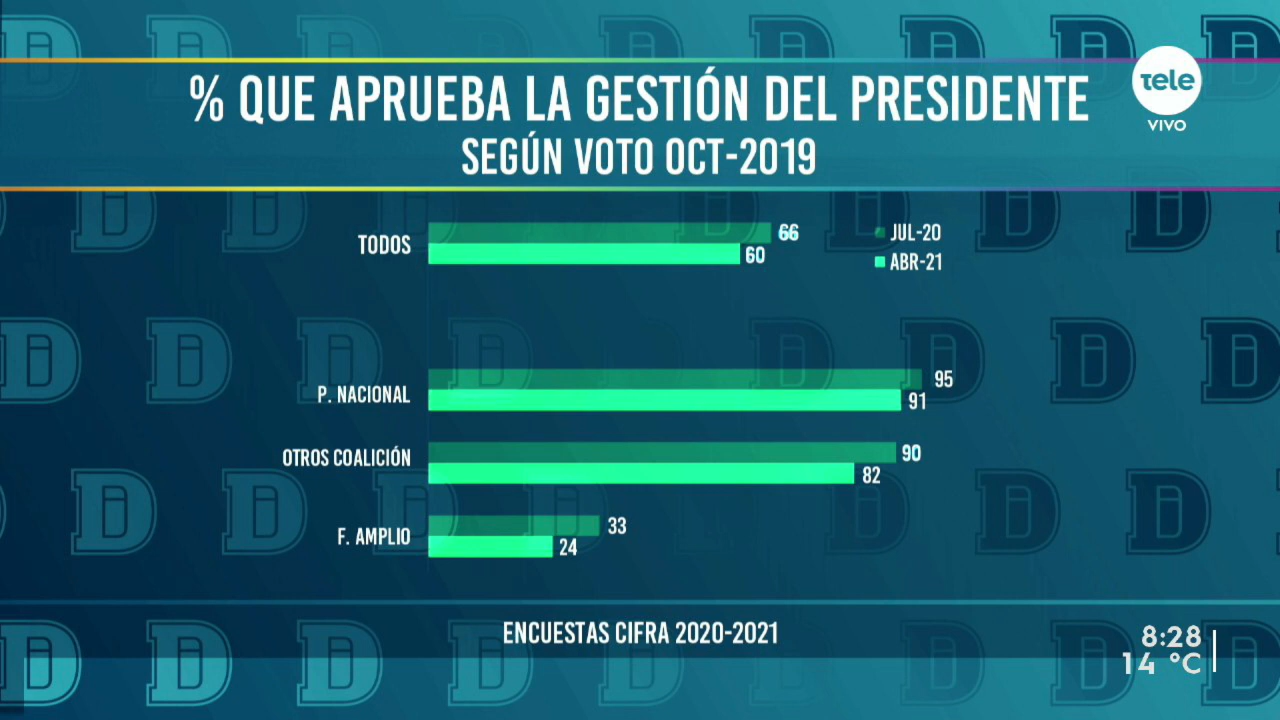 % QUE APRUEBA LA GESTIÓN DEL PRESIDENTE
SEGÚN VOTO OCT-2019
tele
VIVO
TODOS
66
60
JUL-20
ABR-21
P. NACIONAL
95
91
OTROS COALICIÓN
90
82
F. AMPLIO
33
24
ENCUESTAS CIFRA 2020-2021
8:28
14 °C